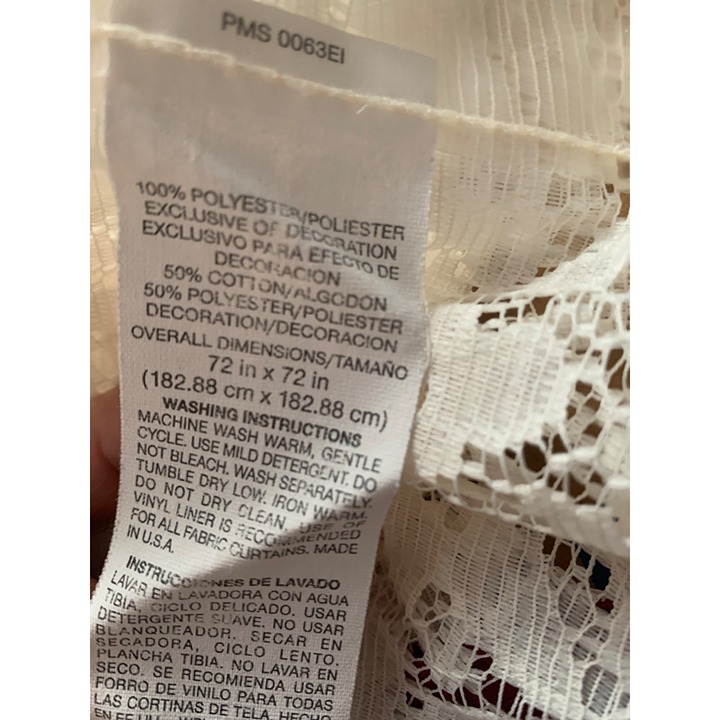 PMS 0063EI
100% POLYESTER/POLIESTER
EXCLUSIVE OF DECORATION
EXCLUSIVO PARA EFECTO DE
DECORACION
50% COTTON/ALGODON
50% POLYESTER/POLIESTER
DECORATION/DECORACION
OVERALL DIMENSIONS/TAMAÑO
72 in x 72 in
(182.88 cm x 182.88 cm)
WASHING INSTRUCTIONS
MACHINE WASH WARM, GENTLE
CYCLE. USE MILD DETERGENT. DO
NOT BLEACH. WASH SEPARATELY.
TUMBLE DRY LOW. IRON WARM.
DO NOT DRY CLEAN. USE OF
VINYL LINER IS RECOMMENDED
FOR ALL FABRIC CURTAINS. MADE
IN U.S.A.
INSTRUCCIONES DE LAVADO
LAVAR EN LAVADORA CON AGUA
TIBIA, CICLO DELICADO. USAR
DETERGENTE SUAVE. NO USAR
BLANQUEADOR. SECAR EN
SECADORA, CICLO LENTO.
PLANCHA TIBIA. NO LAVAR EN
SECO. SE RECOMIENDA USAR
FORRO DE VINILO PARA TODAS
LAS CORTINAS DE TELA. HECHO
EN EE.UU.